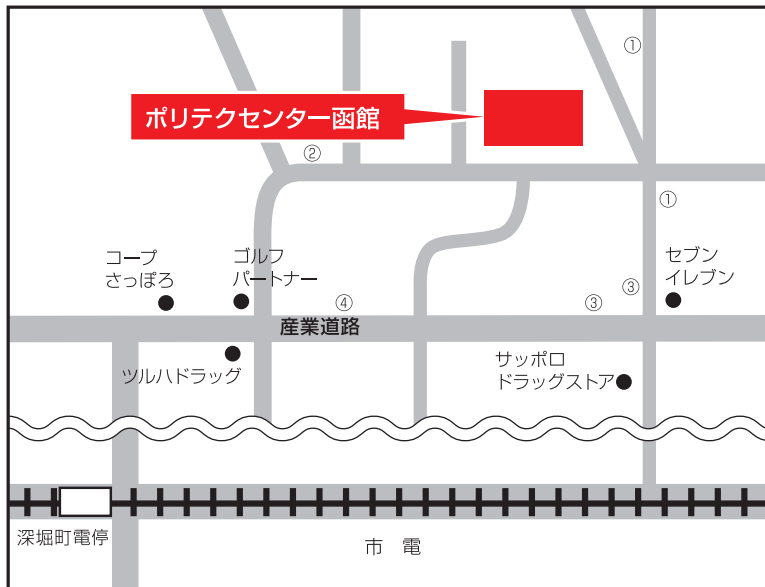 ①
ポリテクセンター函館
②
①
コープ
さっぽろ
ゴルフ
パートナー
セブン
イレブン
④
③
③
産業道路
ツルハドラッグ
サッポロ
ドラッグストア
深堀町電停
市 電